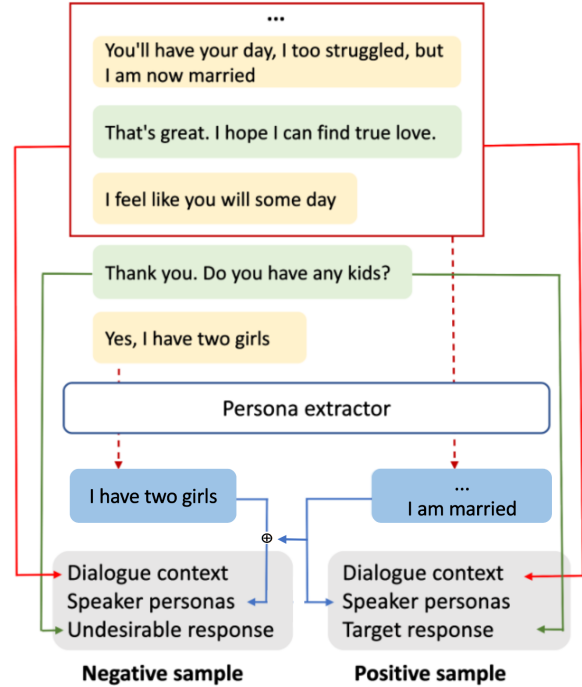 ...
You'll have your day, I too struggled, but
I am now married
That's great. I hope I can find true love.
I feel like you will some day
Thank you. Do you have any kids?
Yes, I have two girls
Persona extractor
I have two girls
...
I am married
⊕
Dialogue context
Speaker personas
Undesirable response
Dialogue context
Speaker personas
Target response
Negative sample
Positive sample